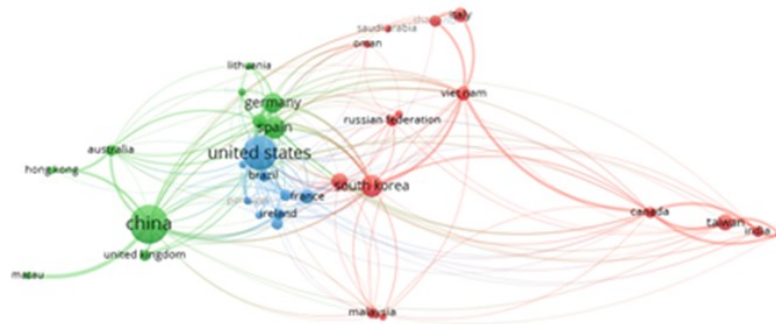 italy
saudi arabia
oman
lithuania
germany
viet nam
spain
russian federation
australia
united states
hong kong
brazil
south korea
france
ireland
canada
china
taiwan
india
united kingdom
macau
malaysia